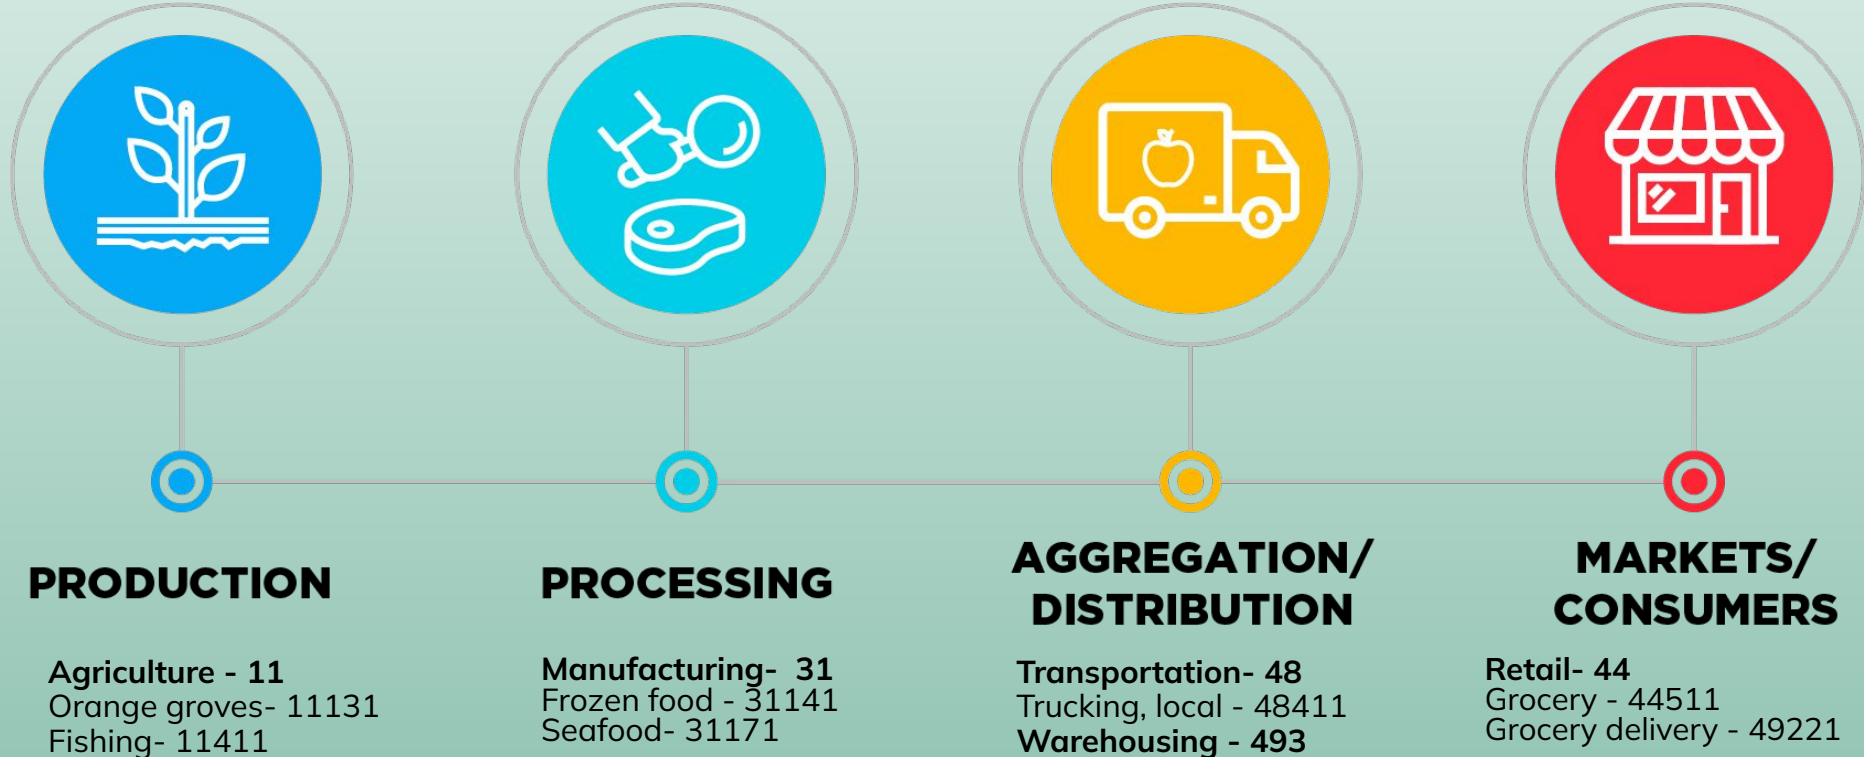 PRODUCTION
Agriculture - 11
Orange groves- 11131
Fishing- 11411
PROCESSING
Manufacturing-  31
Frozen food - 31141
Seafood- 31171
AGGREGATION/
DISTRIBUTION
Transportation- 48
Trucking, local - 48411
Warehousing - 493
MARKETS/
CONSUMERS
Retail- 44
Grocery - 44511
Grocery delivery - 49221